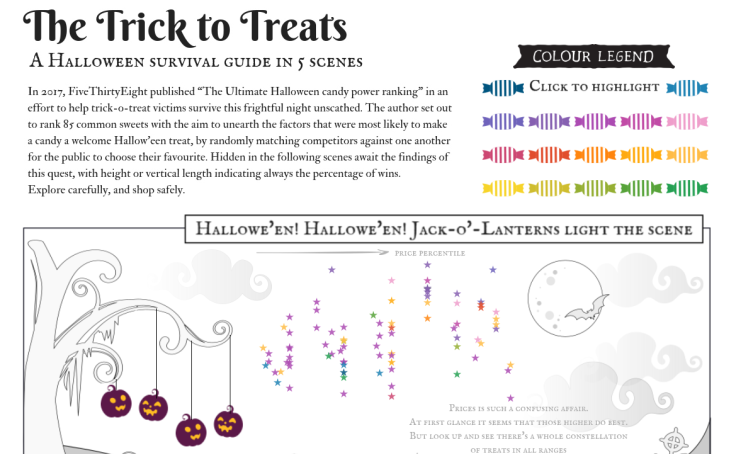 The Trick to Treats
A Halloween survival guide in 5 scenes
In 2017, FiveThirtyEight published “The Ultimate Halloween candy power ranking” in an
effort to help trick-o-treat victims survive this frightful night unscathed. The author set out
to rank 85 common sweets with the aim to unearth the factors that were most likely to make
a candy a welcome Hallow'een treat, by randomly matching competitors against one another
for the public to choose their favourite. Hidden in the following scenes await the findings of
this quest, with height or vertical length indicating always the percentage of wins.
Explore carefully, and shop safely.
COLOUR LEGEND
Click to highlight
Hallowe'en! Hallowe'en! Jack-o'-Lanterns light the scene
price percentile
Prices is such a confusing affair.
At first glance it seems that those higher do best.
But look up and see there's a whole constellation
of treats in all ranges